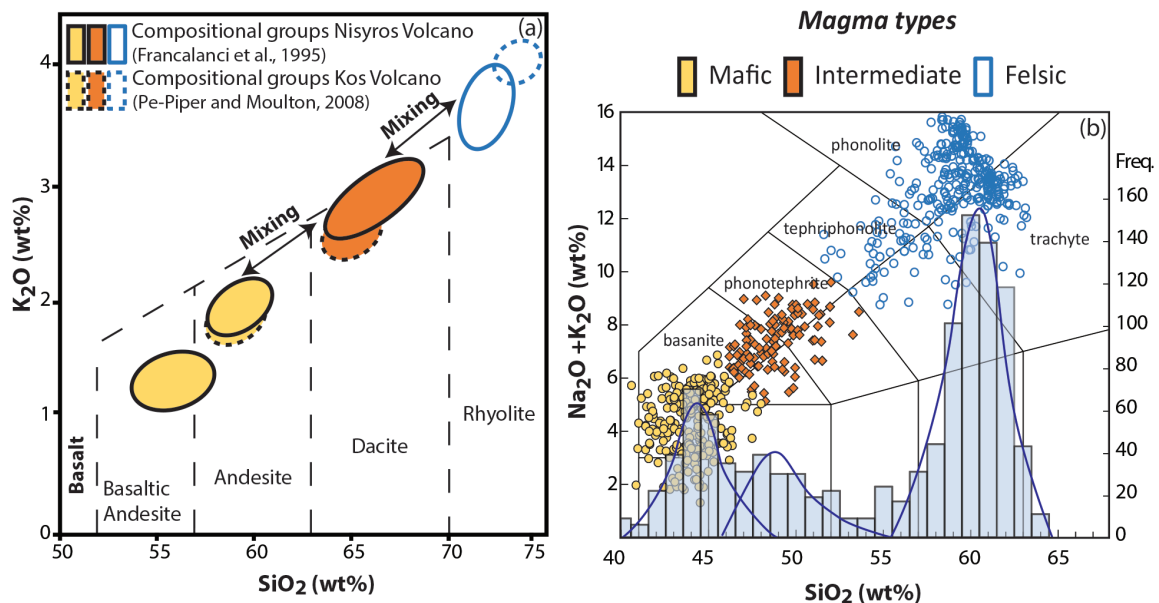 Compositional groups Nisyros Volcano
(Francalanci et al., 1995)
Compositional groups Kos Volcano
(Pe-Piper and Moulton, 2008)
(a)
4
3
2
1
0
K2O (wt%)
Mixing
Mixing
Basalt
Basaltic
Andesite
Andesite
Dacite
Rhyolite
50
55
60
65
70
75
SiO2 (wt%)
Magma types
Mafic
Intermediate
Felsic
(b)
16
14
12
10
8
6
4
2
Na2O +K2O (wt%)
phonolite
tephriphonolite
trachyte
phonotephrite
basanite
Freq.
160
140
120
100
80
60
40
20
0
40
45
50
55
60
65
SiO2 (wt%)